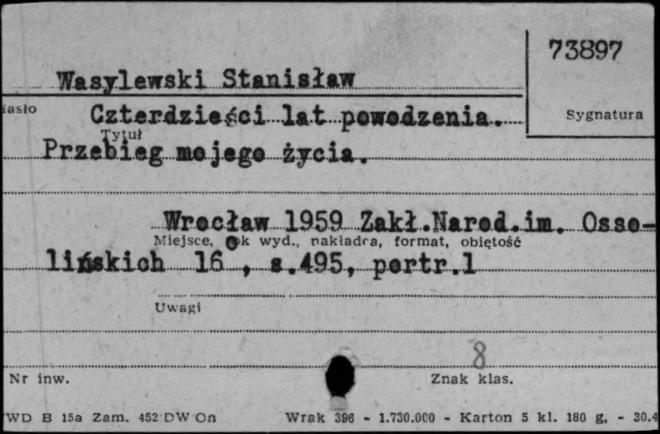 73897
Wasylewski Stanisław
iasło
Sygnatura
Czterdzieści lat powodzenia.
Tytuł
Przebieg mojego życia.
Wrocław 1959 Zakł.Narod.im. Osso-
Miejsce, rok wyd., nakładca, format, objętość
lińskich 16 , s.495, portr.1
Uwagi
8
Nr inw.
Znak klas.
WD B 15a Zam. 452 DW On
Wrak 396 - 1.730.000 - Karton 5 kl. 180 g. - 30.4